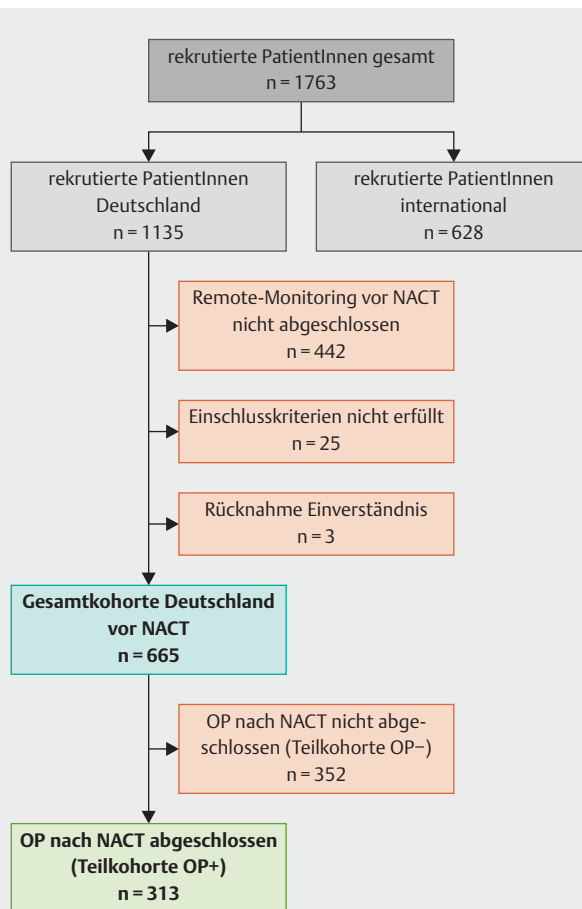 rekrutierte PatientInnen gesamt
n = 1763
rekrutierte PatientInnen
Deutschland
n = 1135
rekrutierte PatientInnen
international
n = 628
Remote-Monitoring vor NACT
nicht abgeschlossen
n = 442
Einschlusskriterien nicht erfüllt
n = 25
Rücknahme Einverständnis
n = 3
Gesamtkohorte Deutschland
vor NACT
n = 665
OP nach NACT nicht abge-
schlossen (Teilkohorte OP−)
n = 352
OP nach NACT abgeschlossen
(Teilkohorte OP+)
n = 313